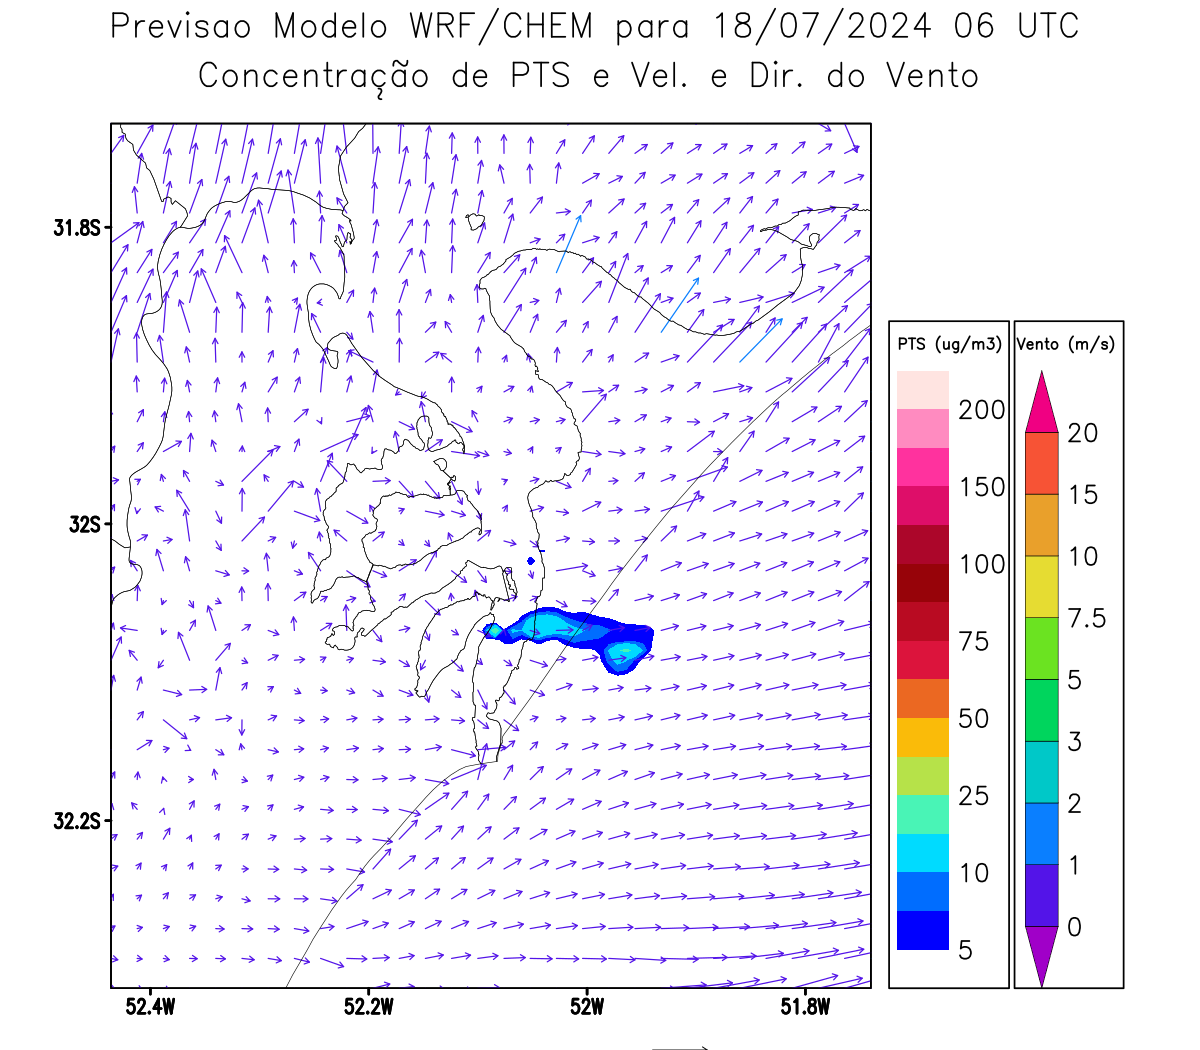 Previsao Modelo WRF/CHEM para 18/07/2024 06 UTC
Concentração de PTS e Vel. e Dir. do Vento
31.8S
32S
32.2S
52.4W
52.2W
52W
51.8W
PTS (ug/m3)
200
150
100
75
50
25
10
5
Vento (m/s)
20
15
10
7.5
5
3
2
1
0